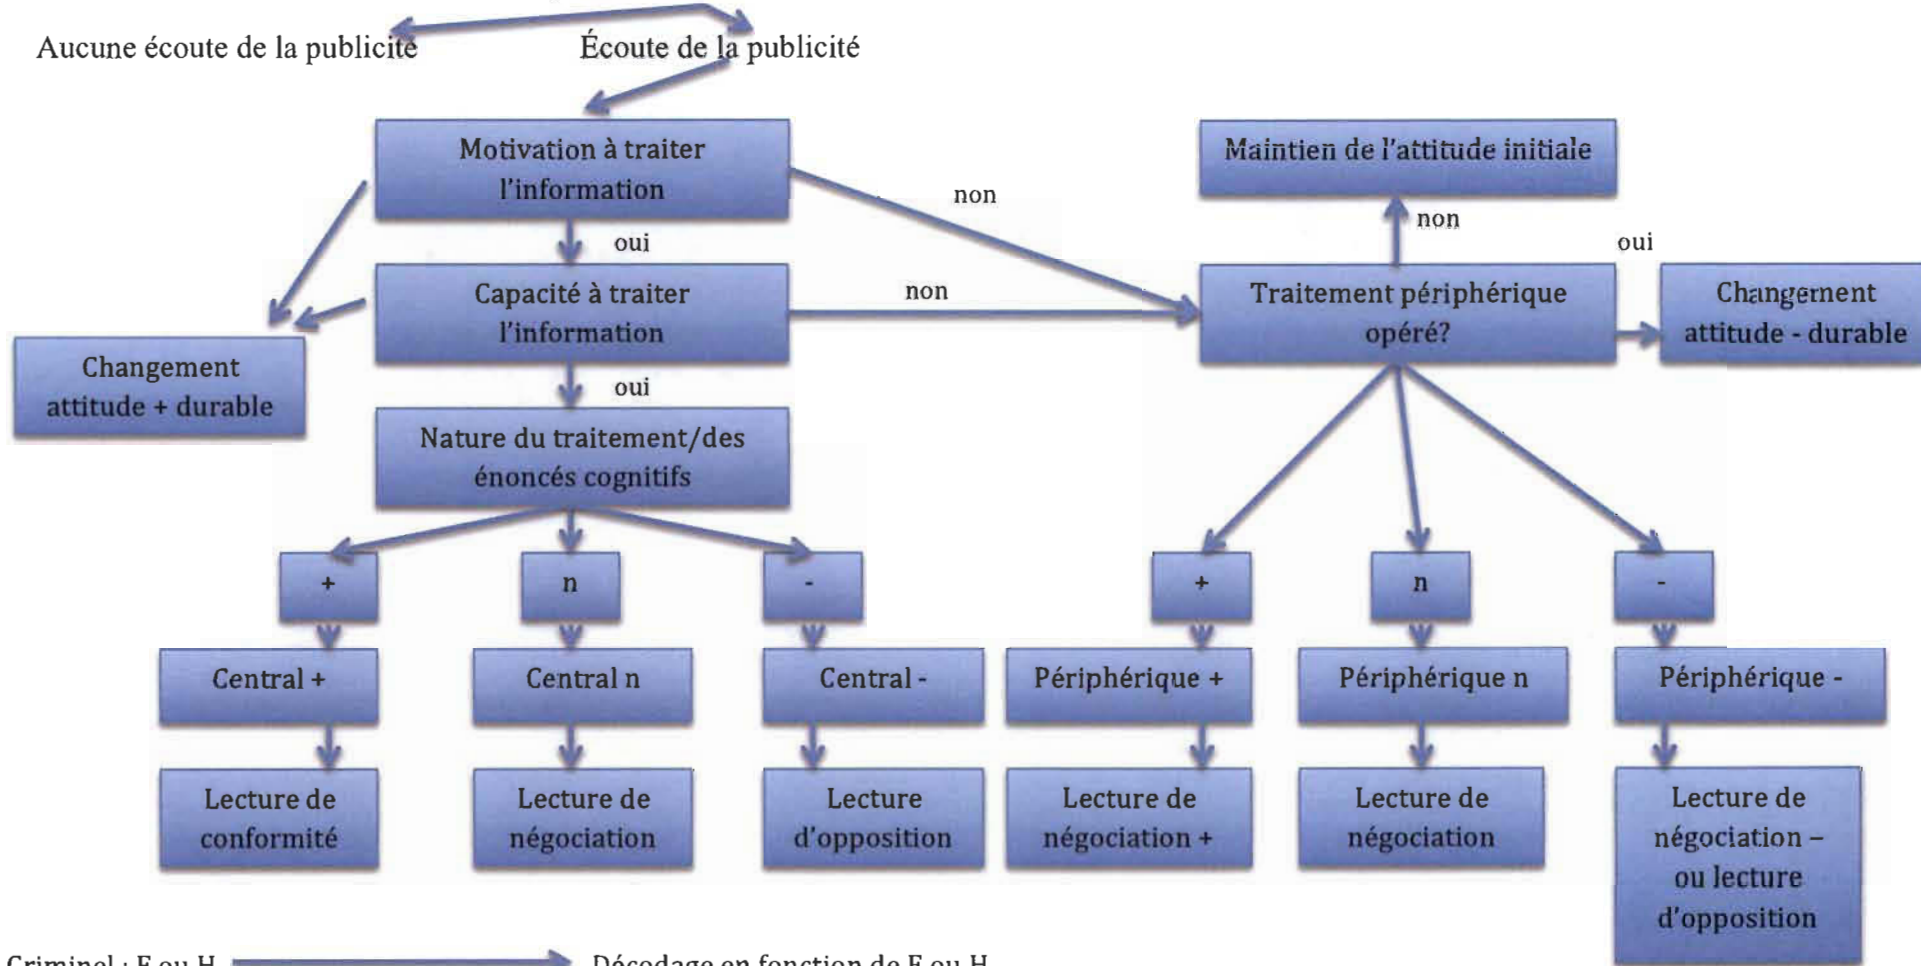 Aucune écoute de la publicité
Écoute de la publicité
Motivation à traiter
l'information
Maintien de l'attitude initiale
non
non
oui
oui
Capacité à traiter
l'information
non
Traitement périphérique
opéré?
Changement
attitude - durable
Changement
attitude + durable
oui
Nature du traitement/des
énoncés cognitifs
+
n
-
+
n
-
Central +
Central n
Central -
Périphérique +
Périphérique n
Périphérique -
Lecture de
conformité
Lecture de
négociation
Lecture
d'opposition
Lecture de
négociation +
Lecture de
négociation
Lecture de
négociation –
ou lecture
d'opposition
Criminel : F ou H
Décodage en fonction de F ou H